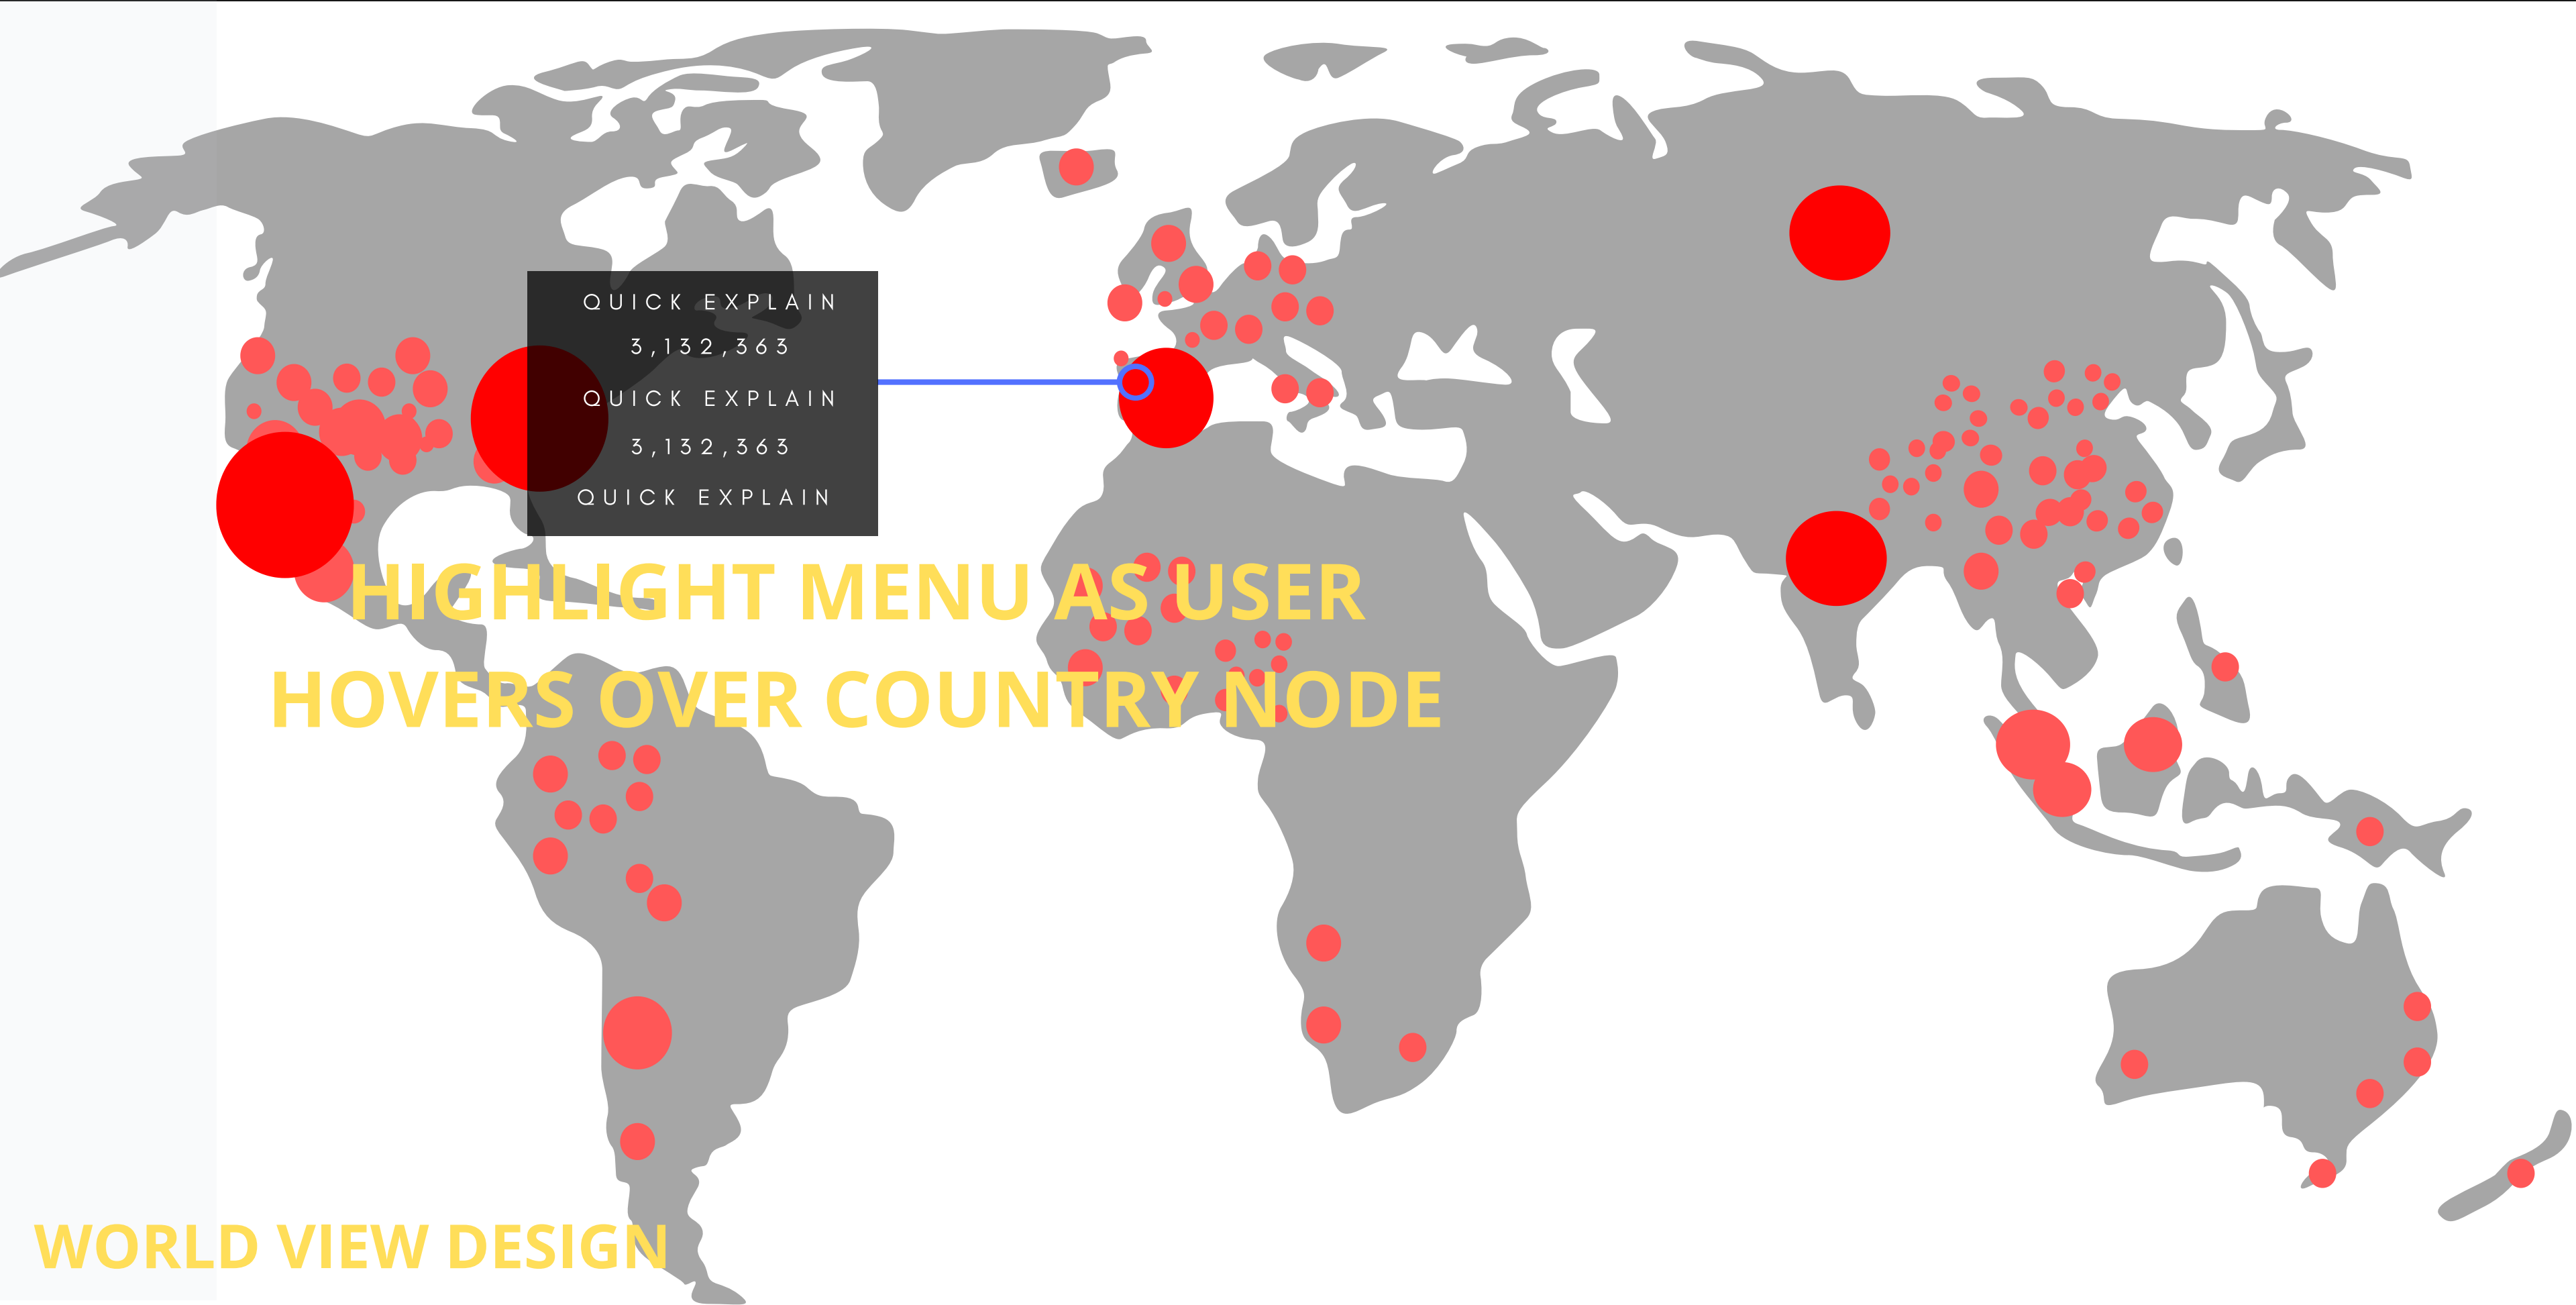 QUICK EXPLAIN
3,132,363
QUICK EXPLAIN
3,132,363
QUICK EXPLAIN
HIGHLIGHT MENU AS USER
HOVERS OVER COUNTRY NODE
WORLD VIEW DESIGN